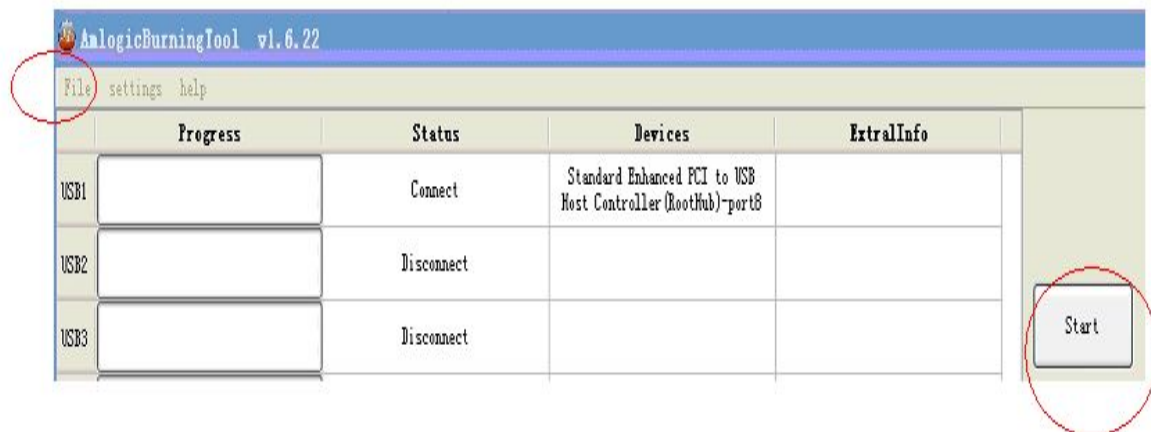 AmlogicBurningTool v1.6.22
File settings help
Progress Status Devices ExtralInfo
USB1 Connect Standard Enhanced PCI to USB
Host Controller(RootHub)-port8
USB2 Disconnect
USB3 Disconnect
Start